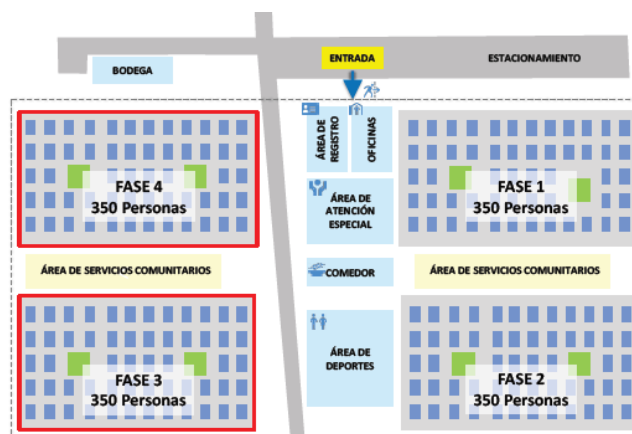 ENTRADA
ESTACIONAMIENTO
BODEGA
ÁREA DE
REGISTRO
OFICINAS
FASE 4
350 Personas
ÁREA DE
ATENCIÓN
ESPECIAL
FASE 1
350 Personas
ÁREA DE SERVICIOS COMUNITARIOS
COMEDOR
ÁREA DE SERVICIOS COMUNITARIOS
FASE 3
350 Personas
ÁREA DE
DEPORTES
FASE 2
350 Personas